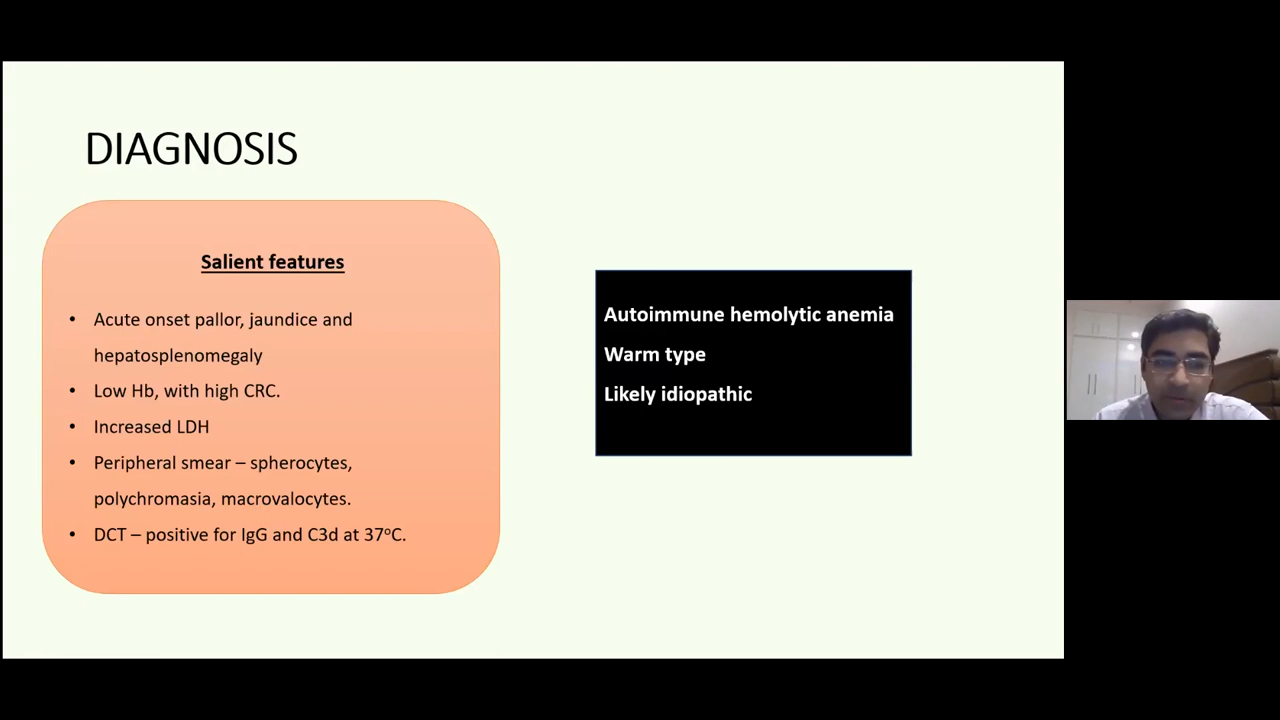 DIAGNOSIS
Salient features
• Acute onset pallor, jaundice and
hepatosplenomegaly
• Low Hb, with high CRC.
• Increased LDH
• Peripheral smear – spherocytes,
polychromasia, macrovalocytes.
• DCT – positive for IgG and C3d at 37ºC.
Autoimmune hemolytic anemia
Warm type
Likely idiopathic